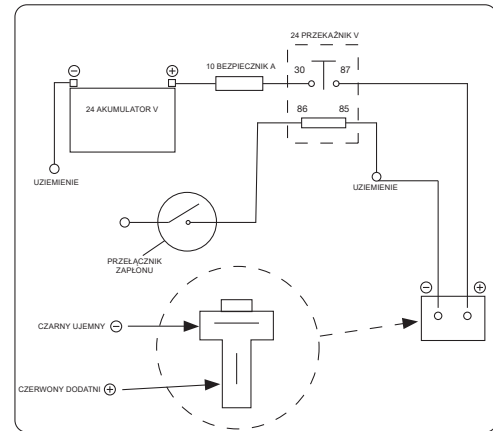 24 PRZEKAŹNIK V
10 BEZPIECZNIK A
30
87
24 AKUMULATOR V
86
85
UZIEMIENIE
UZIEMIENIE
PRZEŁĄCZNIK
ZAPŁONU
CZARNY UJEMNY
CZERWONY DODATNI